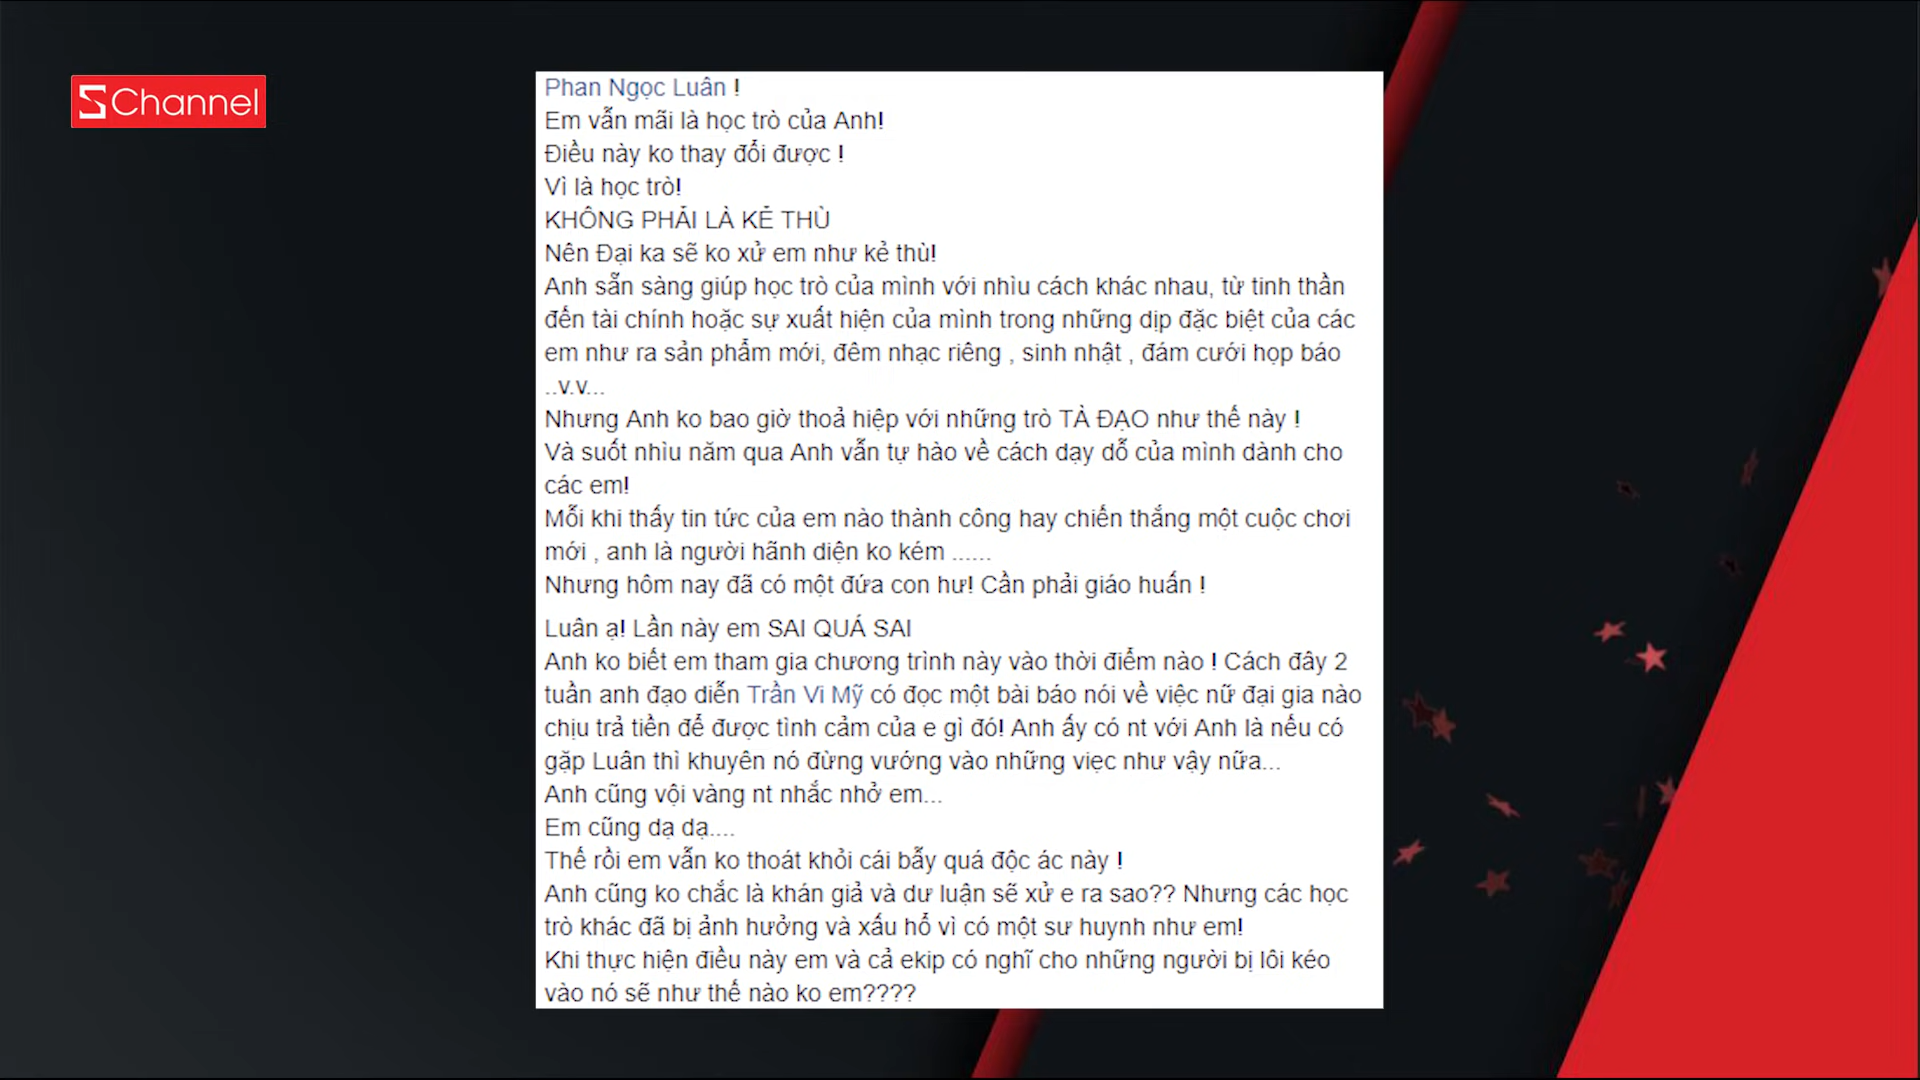 S Channel
Phan Ngọc Luân !
Em vẫn mãi là học trò của Anh!
Điều này ko thay đổi được !
Vì là học trò!
KHÔNG PHẢI LÀ KẺ THÙ
Nên Đại ka sẽ ko xử em như kẻ thù!
Anh sẵn sàng giúp học trò của mình với nhìu cách khác nhau, từ tinh thần
đến tài chính hoặc sự xuất hiện của mình trong những dịp đặc biệt của các
em như ra sản phẩm mới, đêm nhạc riêng , sinh nhật , đám cưới họp báo
..v.v...
Nhưng Anh ko bao giờ thoả hiệp với những trò TÀ ĐẠO như thế này !
Và suốt nhìu năm qua Anh vẫn tự hào về cách dạy dỗ của mình dành cho
các em!
Mỗi khi thấy tin tức của em nào thành công hay chiến thắng một cuộc chơi
mới , anh là người hãnh diện ko kém ......
Nhưng hôm nay đã có một đứa con hư! Cần phải giáo huấn !
Luân ạ! Lần này em SAI QUÁ SAI
Anh ko biết em tham gia chương trình này vào thời điểm nào ! Cách đây 2
tuần anh đạo diễn Trần Vi Mỹ có đọc một bài báo nói về việc nữ đại gia nào
chịu trả tiền để được tình cảm của e gì đó! Anh ấy có nt với Anh là nếu có
gặp Luân thì khuyên nó đừng vướng vào những viẹc như vậy nữa...
Anh cũng vội vàng nt nhắc nhở em...
Em cũng dạ dạ....
Thế rồi em vẫn ko thoát khỏi cái bẫy quá độc ác này !
Anh cũng ko chắc là khán giả và dư luận sẽ xử e ra sao?? Nhưng các học
trò khác đã bị ảnh hưởng và xấu hổ vì có một sư huynh như em!
Khi thực hiện điều này em và cả ekip có nghĩ cho những người bị lôi kéo
vào nó sẽ như thế nào ko em????